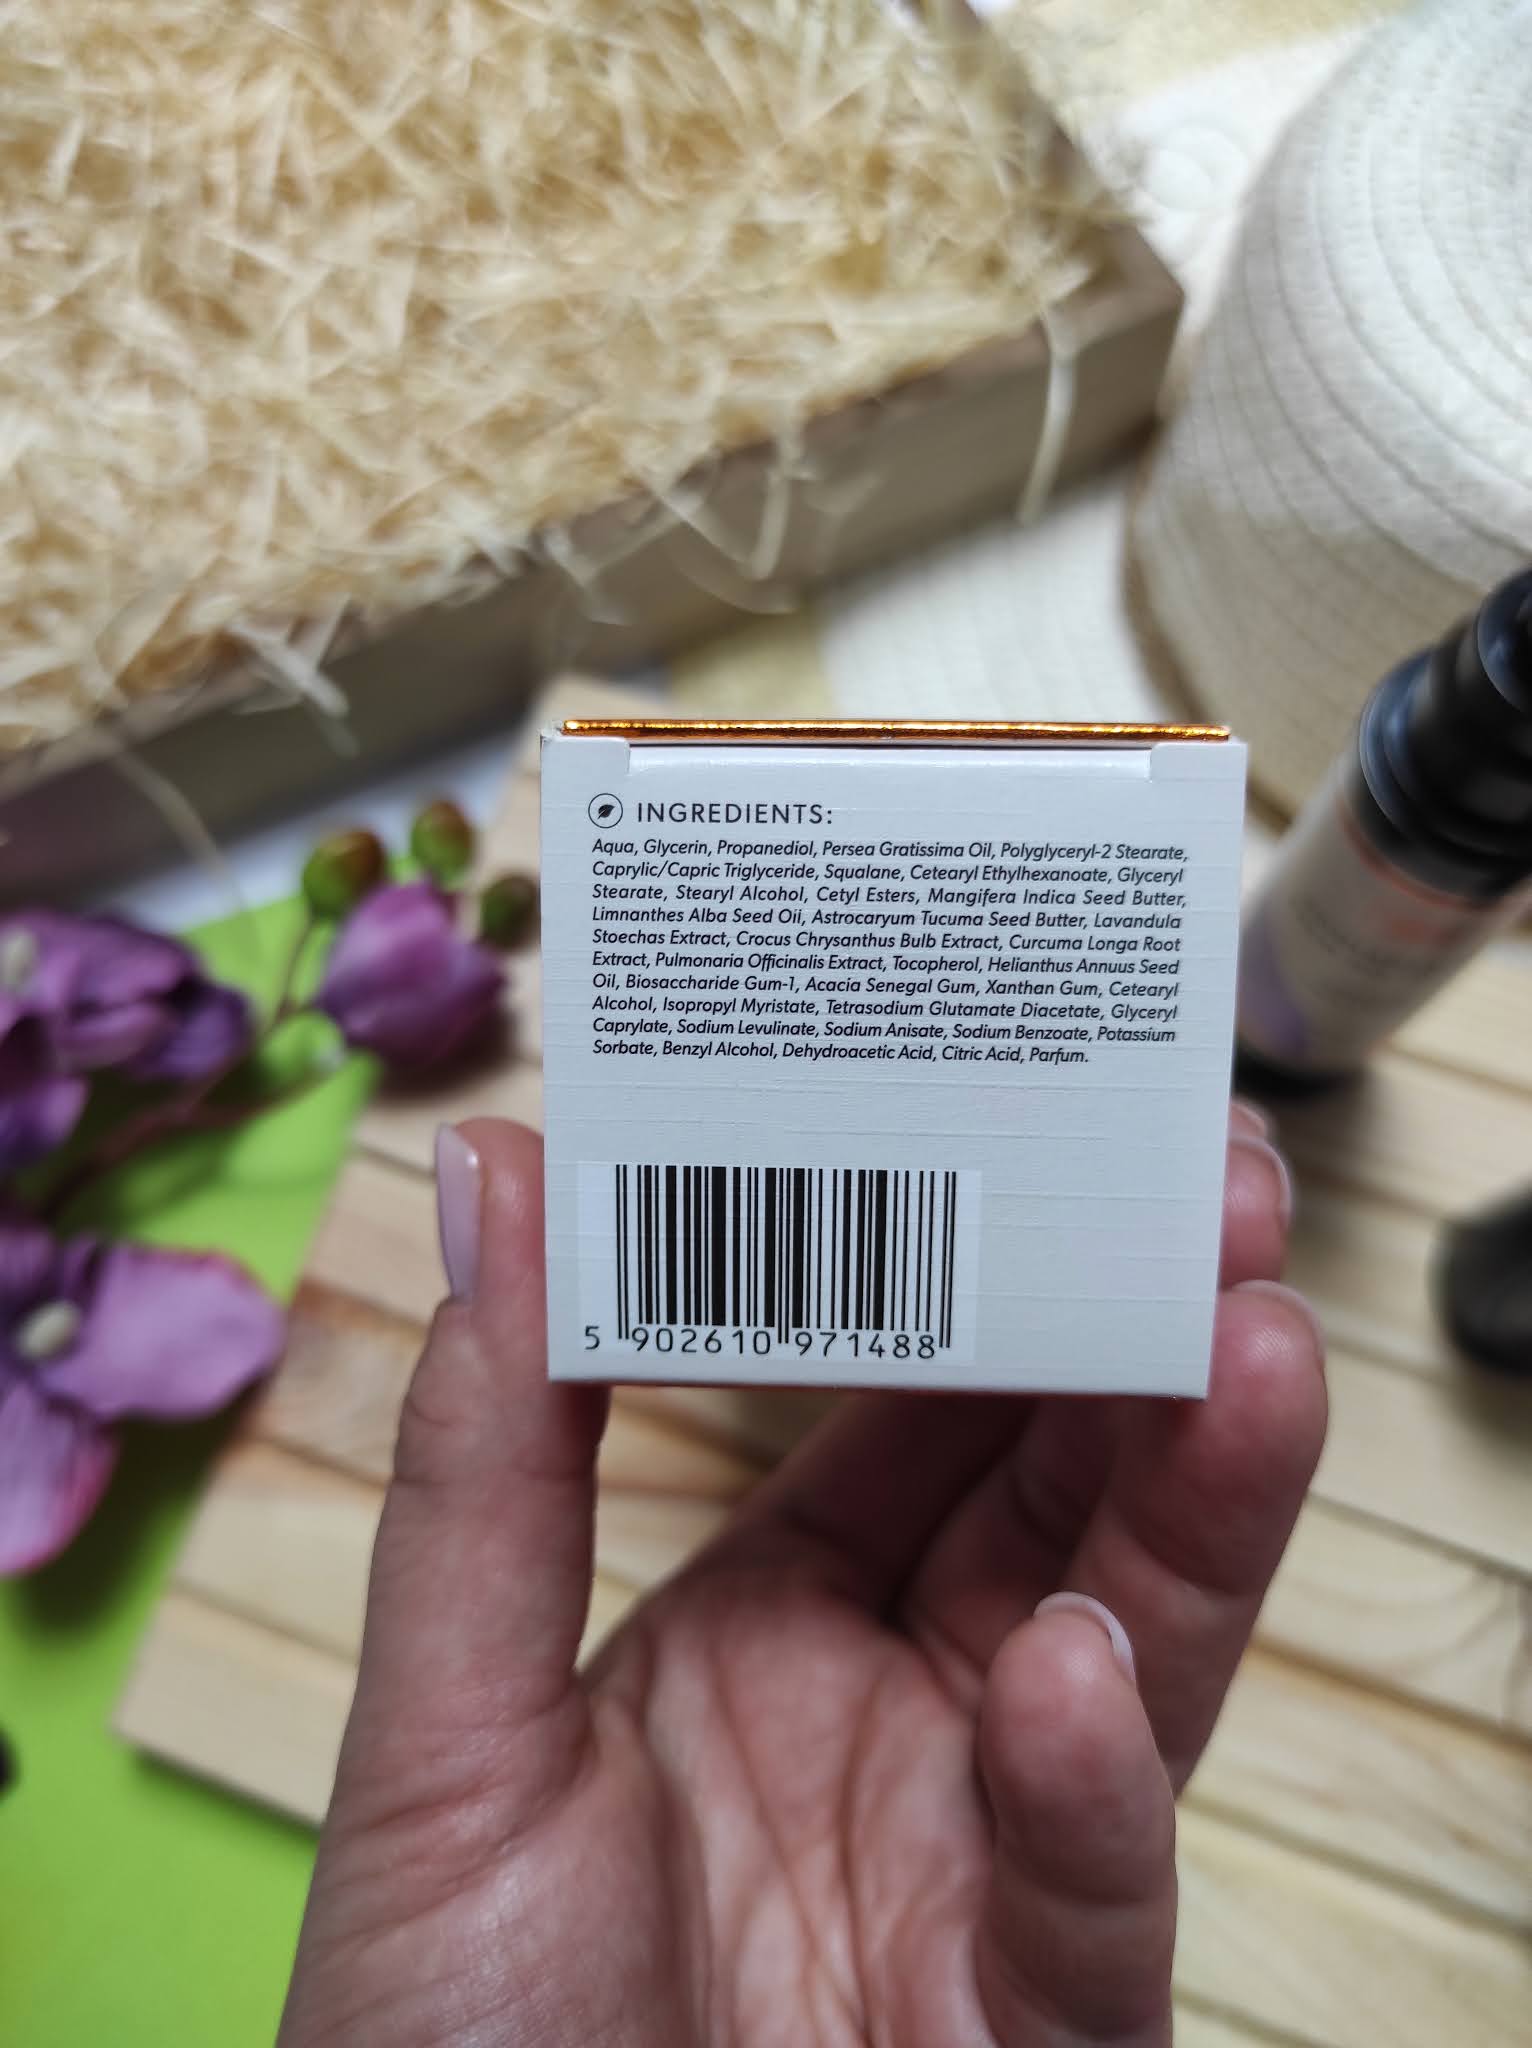 INGREDIENTS:
Aqua, Glycerin, Propanediol, Persea Gratissima Oil, Polyglyceryl-2 Stearate,
Caprylic/Capric Triglyceride, Squalane, Cetearyl Ethylhexanoate, Glyceryl
Stearate, Stearyl Alcohol, Cetyl Esters, Mangifera Indica Seed Butter,
Limnanthes Alba Seed Oil, Astrocaryum Tucuma Seed Butter, Lavandula
Stoechas Extract, Crocus Chrysanthus Bulb Extract, Curcuma Longa Root
Extract, Pulmonaria Officinalis Extract, Tocopherol, Helianthus Annuus Seed
Oil, Biosaccharide Gum-1, Acacia Senegal Gum, Xanthan Gum, Cetearyl
Alcohol, Isopropyl Myristate, Tetrasodium Glutamate Diacetate, Glyceryl
Caprylate, Sodium Levulinate, Sodium Anisate, Sodium Benzoate, Potassium
Sorbate, Benzyl Alcohol, Dehydroacetic Acid, Citric Acid, Parfum.
5 902610 971488